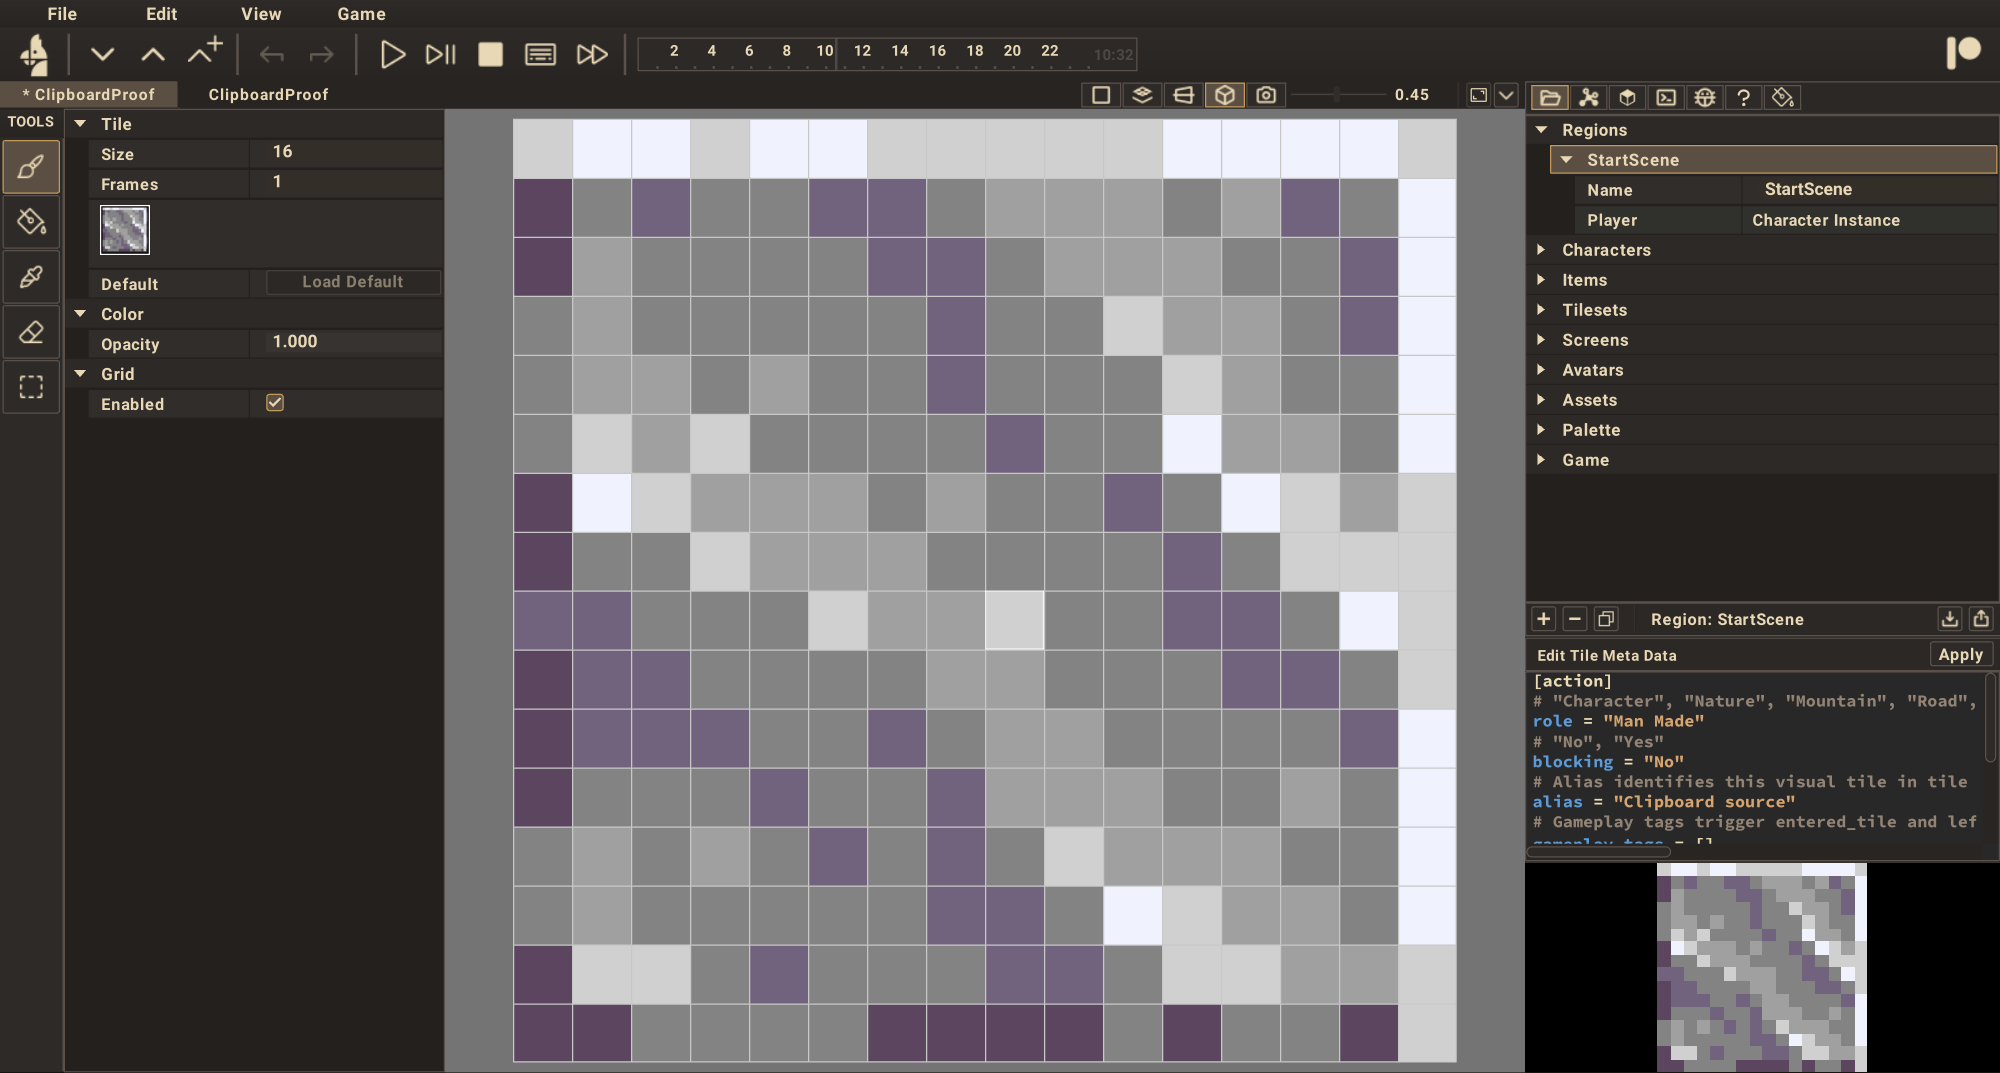 File Edit View Game
2 4 6 8 10 12 14 16 18 20 22 10:32
* ClipboardProof ClipboardProof 0.45
TOOLS
Tile
Size 16
Frames 1
Default Load Default
Color
Opacity 1.000
Grid
Enabled
Regions
StartScene
Name StartScene
Player Character Instance
Characters
Items
Tilesets
Screens
Avatars
Assets
Palette
Game
Region: StartScene
Edit Tile Meta Data Apply
[action]
# "Character", "Nature", "Mountain", "Road",
role = "Man Made"
# "No", "Yes"
blocking = "No"
# Alias identifies this visual tile in tile
alias = "Clipboard source"
# Gameplay tags trigger entered_tile and lef
gameplay_tags = []